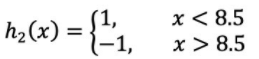 h₂(x) = {1, x < 8.5
−1, x > 8.5